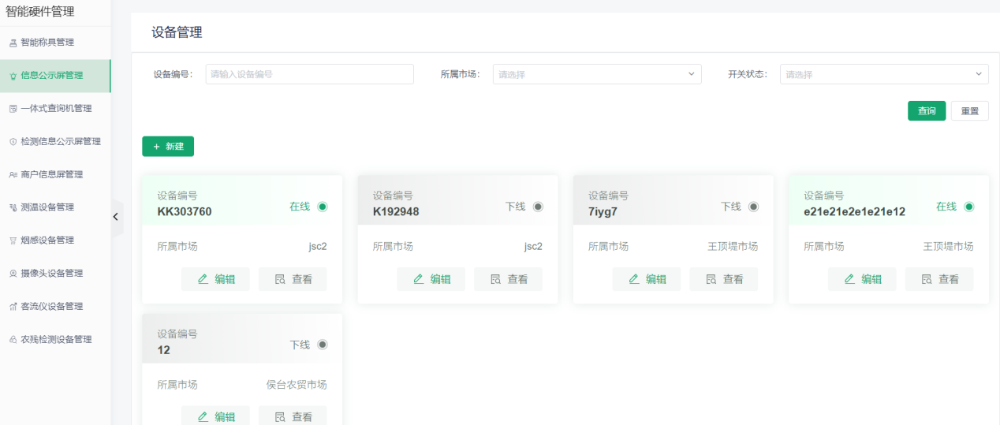 智能硬件管理
智能称具管理
信息公示屏管理
一体式查询机管理
检测信息公示屏管理
商户信息屏管理
测温设备管理
烟感设备管理
摄像头设备管理
客流仪设备管理
农残检测设备管理
设备管理
设备编号： 请输入设备编号 所属市场： 请选择 开关状态： 请选择
查询 重置
+ 新建
设备编号
KK303760
在线
所属市场 jsc2
编辑 查看
设备编号
K192948
下线
所属市场 jsc2
编辑 查看
设备编号
7iyg7
下线
所属市场 王顶堤市场
编辑 查看
设备编号
e21e21e2e1e21e12
在线
所属市场 王顶堤市场
编辑 查看
设备编号
12
下线
所属市场 侯台农贸市场
编辑 查看